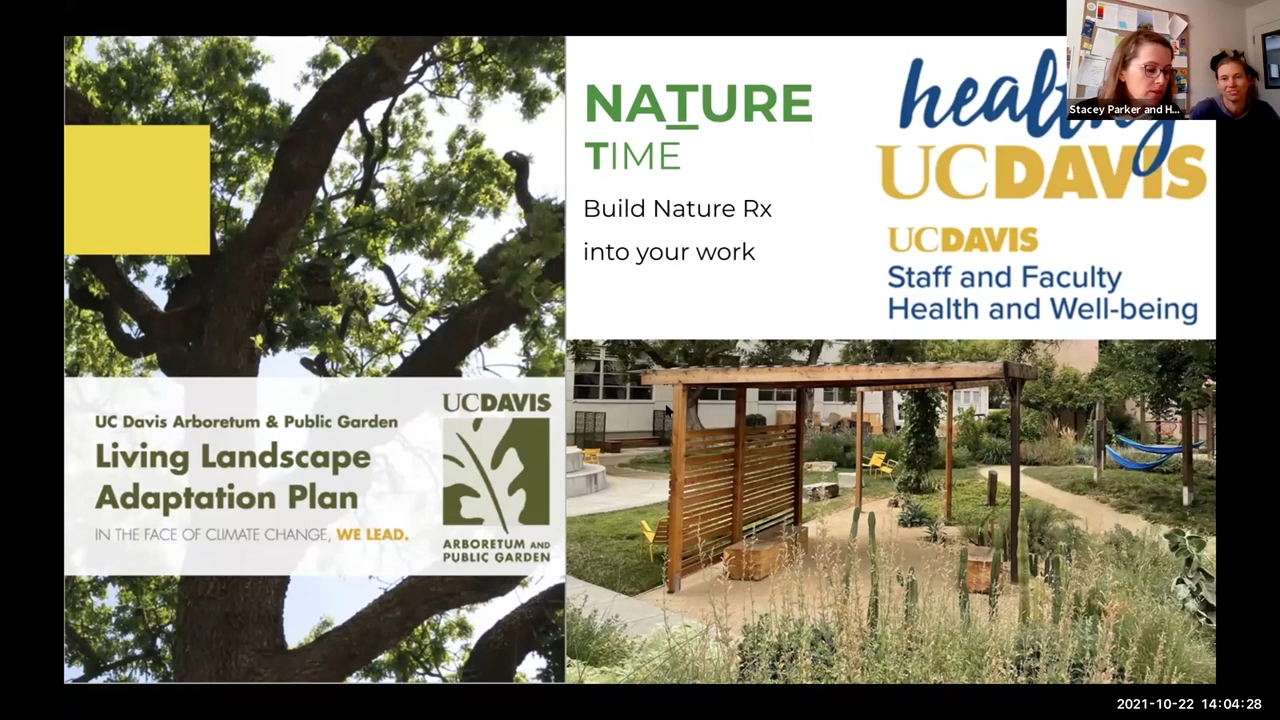 UC Davis Arboretum & Public Garden
Living Landscape
Adaptation Plan
IN THE FACE OF CLIMATE CHANGE, WE LEAD.
UCDAVIS
ARBORETUM AND
PUBLIC GARDEN
NATURE
TIME
Build Nature Rx
into your work
UCDAVIS
UCDAVIS
Staff and Faculty
Health and Well-being
Stacey Parker and H...
2021-10-22 14:04:28